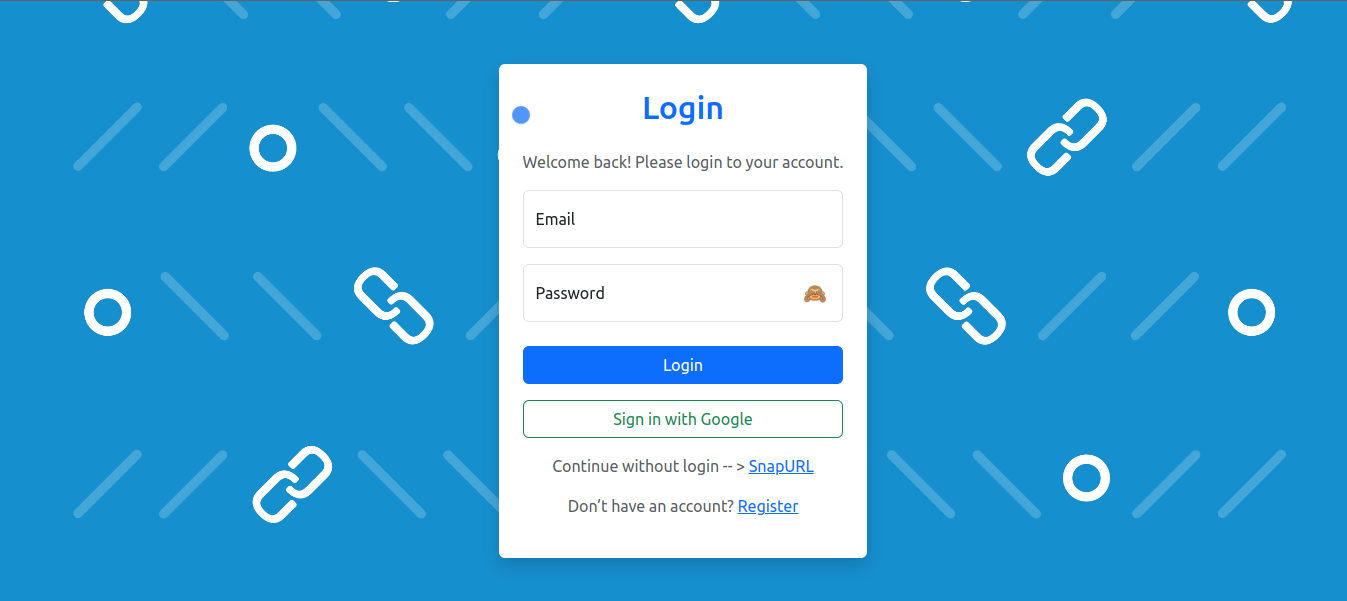 Login
Welcome back! Please login to your account.
Email
Password
Login
Sign in with Google
Continue without login -- > SnapURL
Don’t have an account? Register